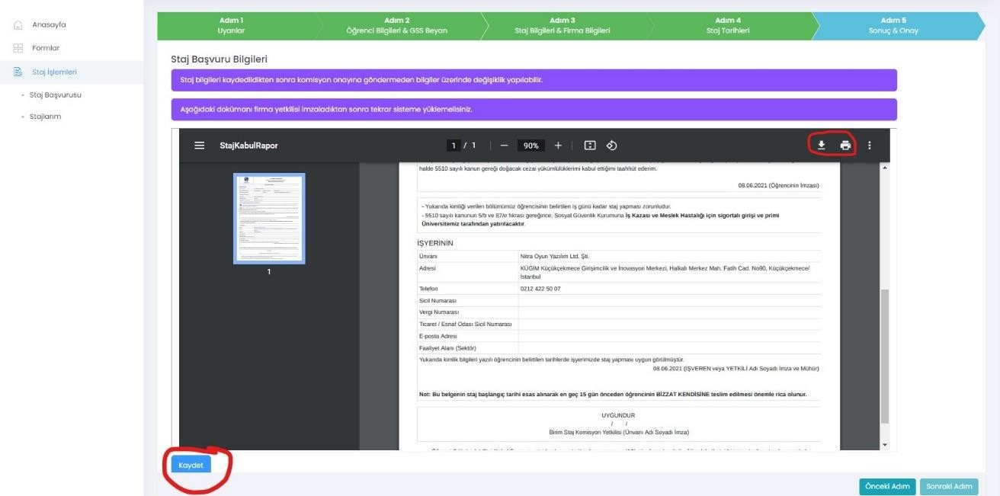 Anasayfa
Formlar
Staj İşlemleri
- Staj Başvurusu
- Stajlarım
Adım 1
Uyarılar
Adım 2
Öğrenci Bilgileri & GSS Beyan
Adım 3
Staj Bilgileri & Firma Bilgileri
Adım 4
Staj Tarihleri
Adım 5
Sonuç & Onay
Staj Başvuru Bilgileri
Staj bilgileri kaydedildikten sonra komisyon onayına göndermeden bilgiler üzerinde değişiklik yapılabilir.
Aşağıdaki dokümanı firma yetkilisi imzaladıktan sonra tekrar sisteme yüklemelisiniz.
StajKabulRapor
1 / 1
90%
1
halde 5510 sayılı kanun gereği doğacak cezai yükümlülüklerimi kabul ettiğimi taahhüt ederim.
08.06.2021 (Öğrencinin İmzası)
- Yukarıda kimliği verilen bölümümüz öğrencisinin belirtilen iş günü kadar staj yapması zorunludur.
- 5510 sayılı kanunun 5/b ve 87/e fıkrası gereğince; Sosyal Güvenlik Kurumuna İş Kazası ve Meslek Hastalığı için sigortalı girişi ve primi
Üniversitemiz tarafından yatırılacaktır.
İŞYERİNİN
Ünvanı Nitra Oyun Yazılım Ltd. Şti.
Adresi KÜGİM Küçükçekmece Girişimcilik ve İnovasyon Merkezi, Halkalı Merkez Mah. Fatih Cad. No90, Küçükçekmece/
İstanbul
Telefon 0212 422 50 07
Sicil Numarası
Vergi Numarası
Ticaret / Esnaf Odası Sicil Numarası
E-posta Adresi
Faaliyet Alanı (Sektör)
Yukarıda kimlik bilgileri yazılı öğrencinin belirtilen tarihlerde işyerimizde staj yapması uygun görülmüştür.
08.06.2021 (İŞVEREN veya YETKİLİ Adı Soyadı İmza ve Mühür)
Not: Bu belgenin staj başlangıç tarihi esas alınarak en geç 15 gün önceden öğrencinin BİZZAT KENDİSİNE teslim edilmesi önemle rica olunur.
UYGUNDUR
/ /
Birim Staj Komisyon Yetkilisi (Ünvanı Adı Soyadı İmza)
Kaydet
Önceki Adım
Sonraki Adım